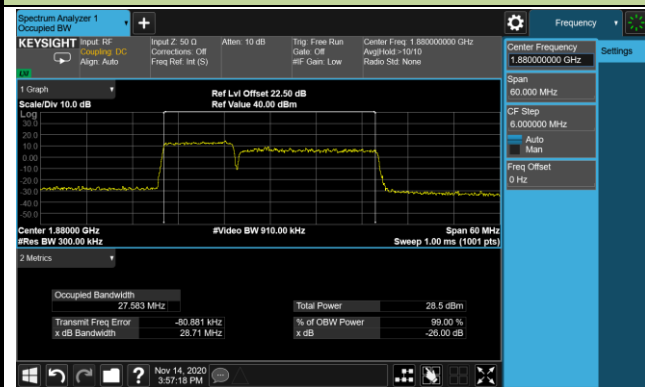 Spectrum Analyzer 1
Occupied BW
Frequency
KEYSIGHT
Input: RF
Coupling: DC
Align: Auto
Input Z: 50 Ω
Corrections: Off
Freq Ref: Int (S)
Atten: 10 dB
Trig: Free Run
Gate: Off
#IF Gain: Low
Center Freq: 1.880000000 GHz
Avg|Hold:>10/10
Radio Std: None
Center Frequency
1.880000000 GHz
Settings
Span
60.000 MHz
CF Step
6.000000 MHz
Auto
Man
Freq Offset
0 Hz
1 Graph
Scale/Div 10.0 dB
Ref Lvl Offset 22.50 dB
Ref Value 40.00 dBm
Log
30.0
20.0
10.0
0.00
-10.0
-20.0
-30.0
-40.0
-50.0
Center 1.88000 GHz
#Res BW 300.00 kHz
#Video BW 910.00 kHz
Span 60 MHz
Sweep 1.00 ms (1001 pts)
2 Metrics
Occupied Bandwidth
27.583 MHz
Total Power 28.5 dBm
Transmit Freq Error -80.881 kHz
% of OBW Power 99.00 %
x dB Bandwidth 28.71 MHz
x dB -26.00 dB
Nov 14, 2020
3:57:18 PM